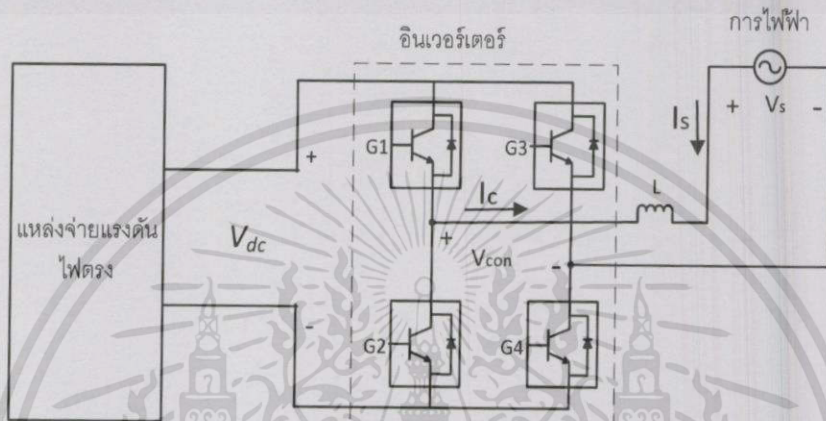 การไฟฟ้า
อินเวอร์เตอร์
+ Vs -
Is
G1
G3
+
L
Ic
แหล่งจ่ายแรงดัน
ไฟตรง
Vdc
+
Vcon
-
-
G2
G4